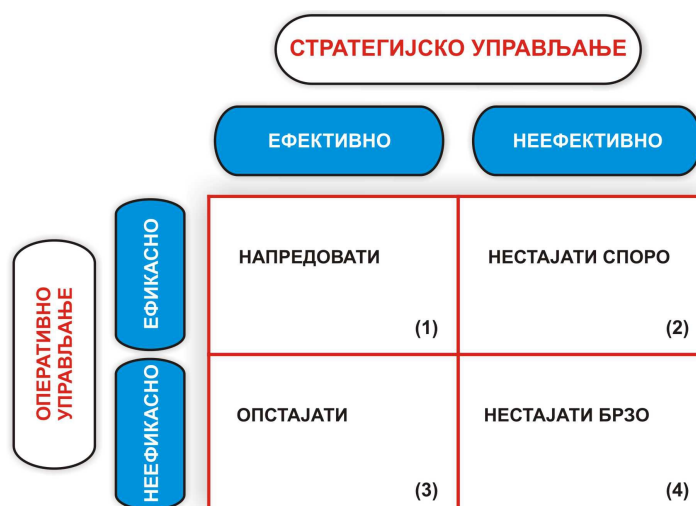 СТРАТЕГИЈСКО УПРАВЉАЊЕ
ЕФЕКТИВНО
НЕЕФЕКТИВНО
ОПЕРАТИВНО
УПРАВЉАЊЕ
ЕФИКАСНО
НАПРЕДОВАТИ
(1)
НЕСТАЈАТИ СПОРО
(2)
НЕЕФИКАСНО
ОПСТАЈАТИ
(3)
НЕСТАЈАТИ БРЗО
(4)